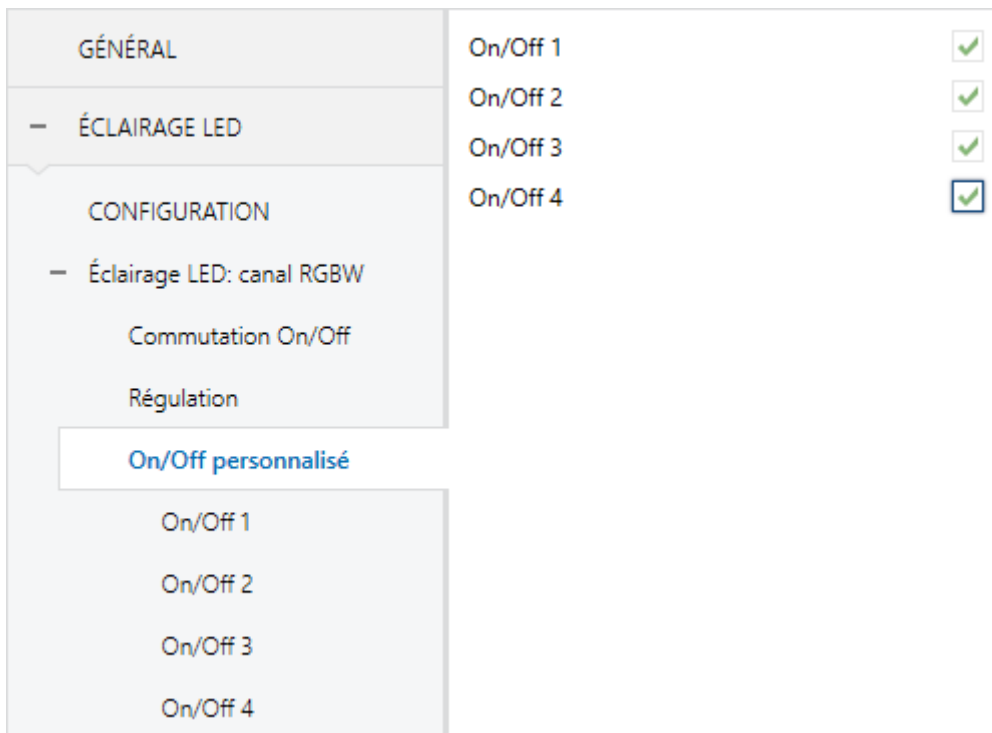 GÉNÉRAL
ÉCLAIRAGE LED
CONFIGURATION
Éclairage LED: canal RGBW
Commutation On/Off
Régulation
On/Off personnalisé
On/Off 1
On/Off 2
On/Off 3
On/Off 4
On/Off 1
On/Off 2
On/Off 3
On/Off 4